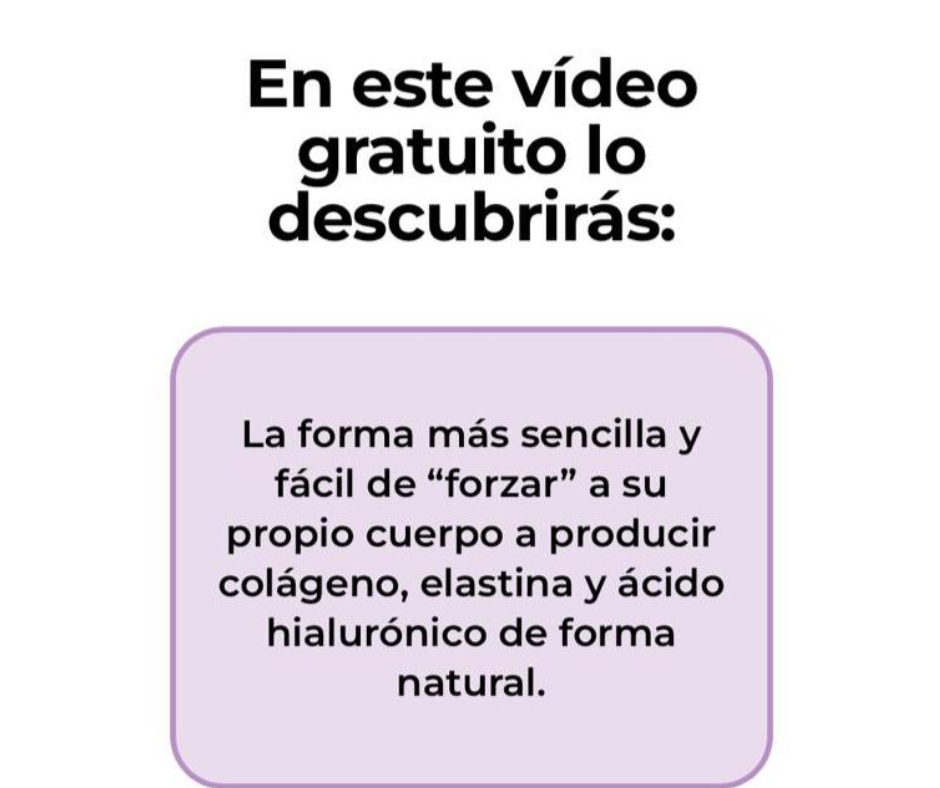 En este vídeo
gratuito lo
descubrirás:
La forma más sencilla y
fácil de “forzar” a su
propio cuerpo a producir
colágeno, elastina y ácido
hialurónico de forma
natural.